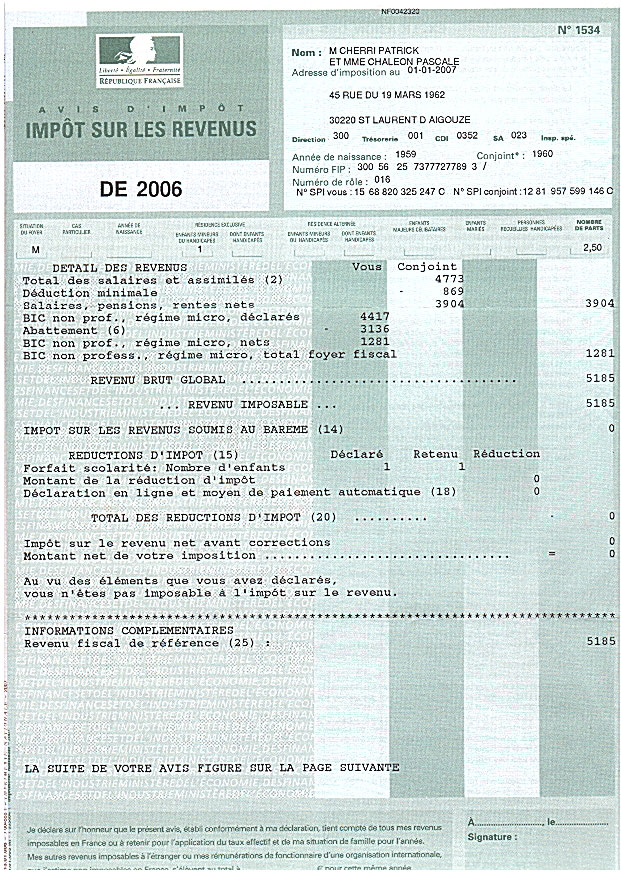 NF0042320
N° 1534
Liberté • Égalité • Fraternité
RÉPUBLIQUE FRANÇAISE
AVIS D'IMPÔT
IMPÔT SUR LES REVENUS
DE 2006
Nom : M CHERRI PATRICK
ET MME CHALEON PASCALE
Adresse d'imposition au 01-01-2007
45 RUE DU 19 MARS 1962
30220 ST LAURENT D AIGOUZE
Direction 300 Trésorerie 001 CDI 0352 SA 023 Insp. spé.
Année de naissance : 1959 Conjoint* : 1960
Numéro FIP : 300 56 25 7377727789 3 /
Numéro de rôle : 016
N° SPI vous : 15 68 820 325 247 C N° SPI conjoint : 12 81 957 599 146 C
SITUATION DU FOYER CAS PARTICULIER ANNÉE DE NAISSANCE RÉSIDENCE EXCLUSIVE ENFANTS MINEURS OU HANDICAPÉS DONT ENFANTS HANDICAPÉS RÉSIDENCE ALTERNÉE ENFANTS MINEURS OU HANDICAPÉS DONT ENFANTS HANDICAPÉS ENFANTS MAJEURS CÉLIBATAIRES ENFANTS MARIÉS PERSONNES RECUEILLIES HANDICAPÉES NOMBRE DE PARTS
M 1 2,50
DETAIL DES REVENUS Vous Conjoint
Total des salaires et assimilés (2) 4773
Déduction minimale - 869
Salaires, pensions, rentes nets 3904 3904
BIC non prof., régime micro, déclarés 4417
Abattement (6) - 3136
BIC non prof., régime micro, nets 1281
BIC non profess., régime micro, total foyer fiscal 1281
REVENU BRUT GLOBAL .................................. 5185
... REVENU IMPOSABLE ... 5185
IMPOT SUR LES REVENUS SOUMIS AU BAREME (14) 0
REDUCTIONS D'IMPOT (15) Déclaré Retenu Réduction
Forfait scolarité: Nombre d'enfants 1 1
Montant de la réduction d'impôt 0
Déclaration en ligne et moyen de paiement automatique (18) 0
TOTAL DES REDUCTIONS D'IMPOT (20) .......... - 0
Impôt sur le revenu net avant corrections 0
Montant net de votre imposition ................................ = 0
Au vu des éléments que vous avez déclarés,
vous n'êtes pas imposable à l'impôt sur le revenu.
********************************************************************************
INFORMATIONS COMPLEMENTAIRES
Revenu fiscal de référence (25) : 5185
LA SUITE DE VOTRE AVIS FIGURE SUR LA PAGE SUIVANTE
Je déclare sur l'honneur que le présent avis, établi conformément à ma déclaration, tient compte de tous mes revenus
imposables en France ou à retenir pour l'application du taux effectif et de ma situation de famille pour l'année.
Mes autres revenus imposables à l'étranger ou mes rémunérations de fonctionnaire d'une organisation internationale,
À..................., le...................
Signature :